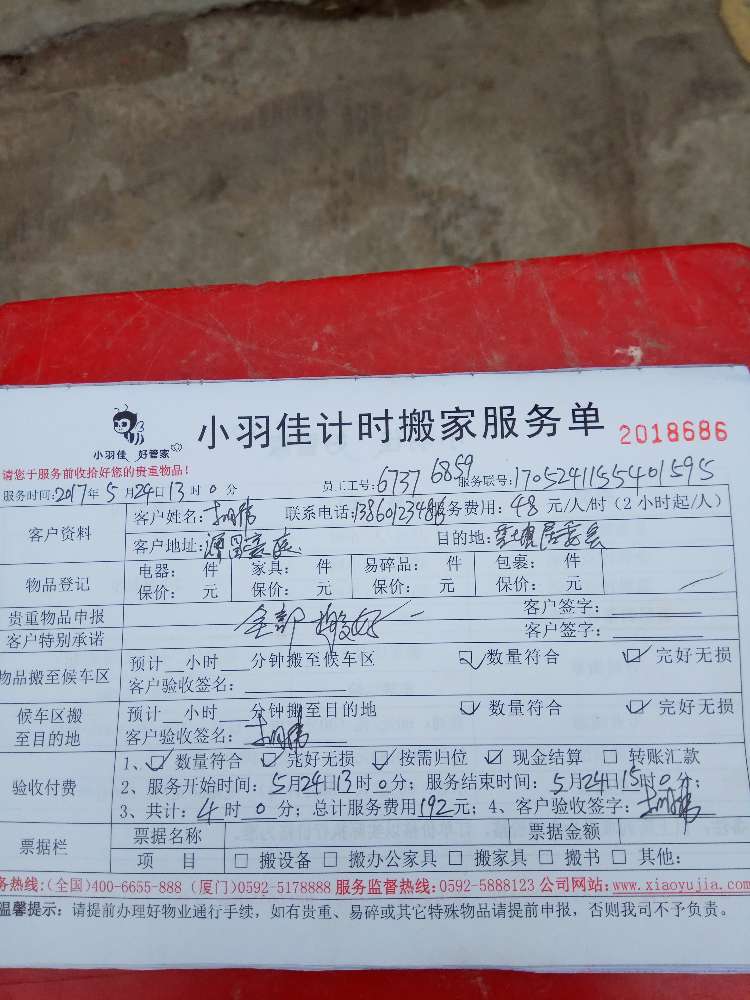 小羽佳 好管家
小羽佳计时搬家服务单 2018686
请您于服务前收拾好您的贵重物品!
服务时间:2017年5月24日13时0分 员工工号:6737 6859 服务联号:1705241155401595
客户资料
客户姓名: 联系电话:13860123486 服务费用:48元/人/时(2小时起/人)
客户地址: 目的地: 居委会
物品登记
电器: 件 家具: 件 易碎品: 件 包裹: 件
保价: 元 保价: 元 保价: 元 保价: 元
贵重物品申报 全部搬好 客户签字:
客户特别承诺 客户签字:
物品搬至候车区
预计__小时____分钟搬至候车区 ☑数量符合 ☑完好无损
客户验收签名:
候车区搬至目的地
预计__小时____分钟搬至目的地 ☑数量符合 ☑完好无损
客户验收签名:
验收付费
1、☑数量符合 ☑完好无损 ☑按需归位 ☑现金结算 □转账汇款
2、服务开始时间:5月24日13时0分;服务结束时间:5月24日15时0分;
3、共计:4时0分;总计服务费用192元;4、客户验收签字:
票据栏
票据名称 票据金额
项 目 □搬设备 □搬办公家具 □搬家具 □搬书 □其他:
务热线:(全国)400-6655-888 (厦门)0592-5178888 服务监督热线:0592-5888123 公司网站:www.xiaoyujia.com
温馨提示:请提前办理好物业通行手续,如有贵重、易碎或其它特殊物品请提前申报,否则我司不予负责。